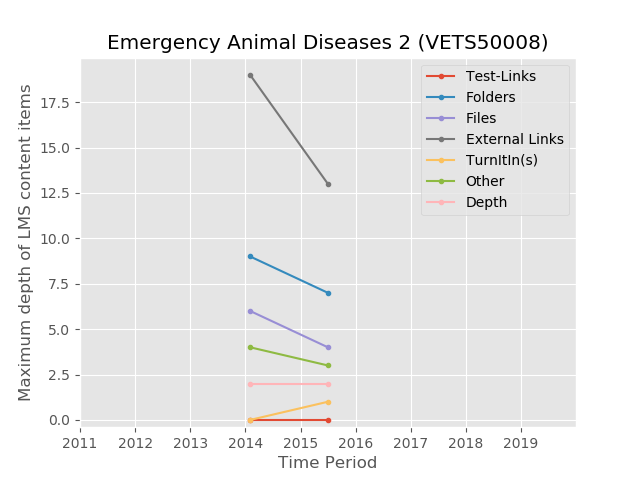 Emergency Animal Diseases 2 (VETS50008)
Maximum depth of LMS content items
17.5
15.0
12.5
10.0
7.5
5.0
2.5
0.0
Test-Links
Folders
Files
External Links
TurnItIn(s)
Other
Depth
2011 2012 2013 2014 2015 2016 2017 2018 2019
Time Period